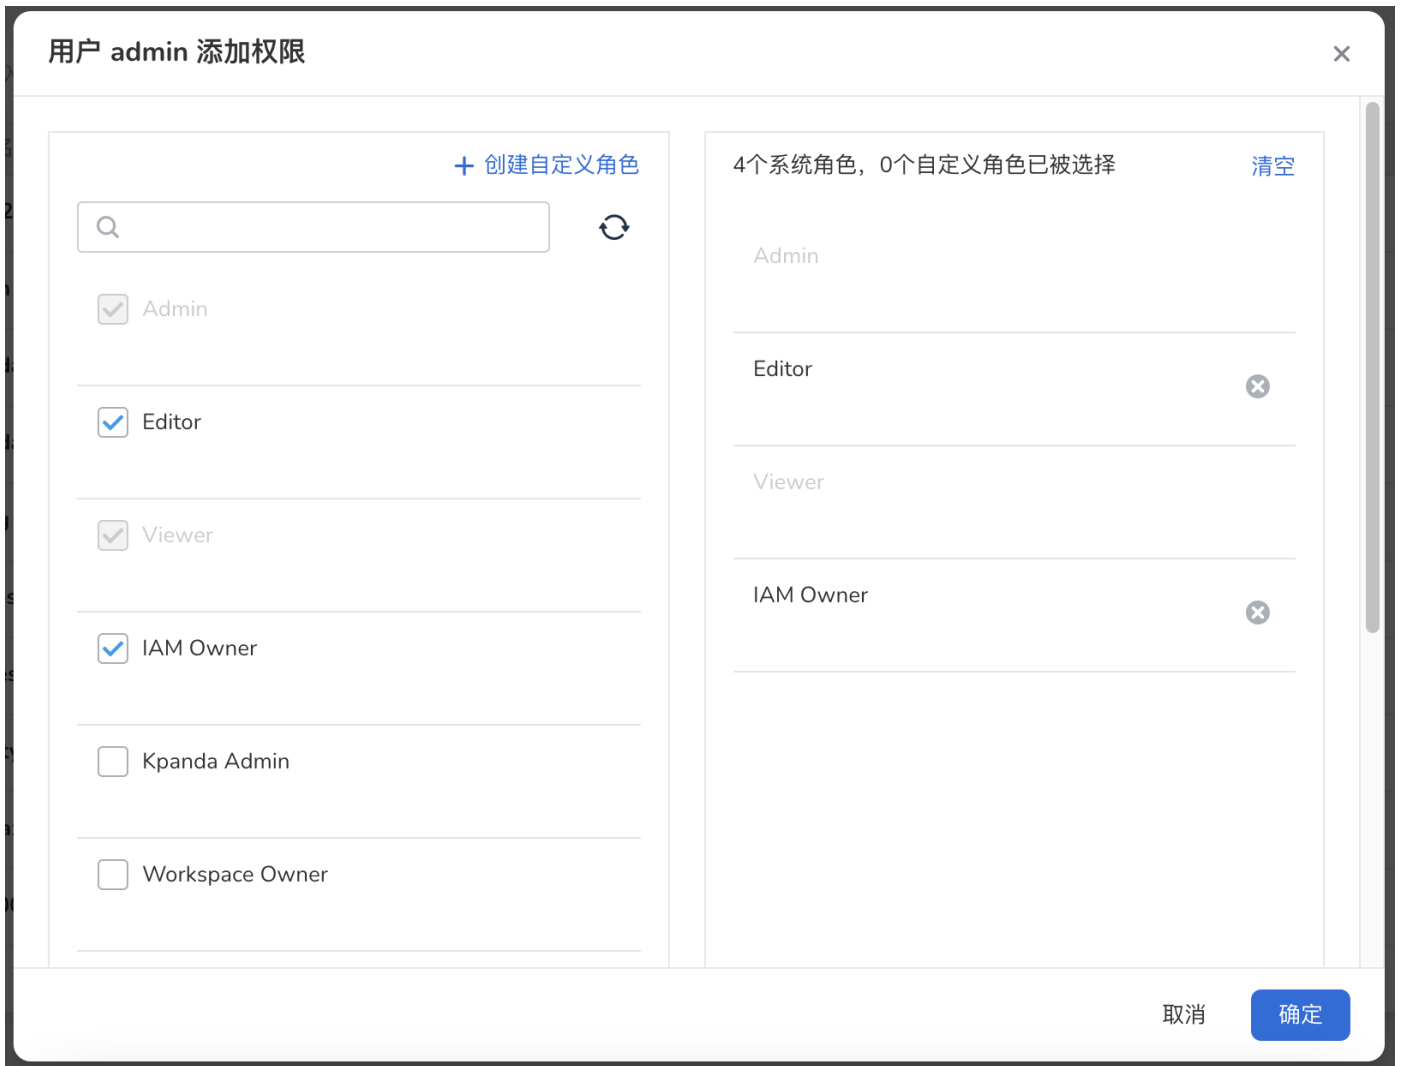 用户 admin 添加权限
创建自定义角色
Admin
Editor
Viewer
IAM Owner
Kpanda Admin
Workspace Owner
4个系统角色，0个自定义角色已被选择
清空
Admin
Editor
Viewer
IAM Owner
取消
确定